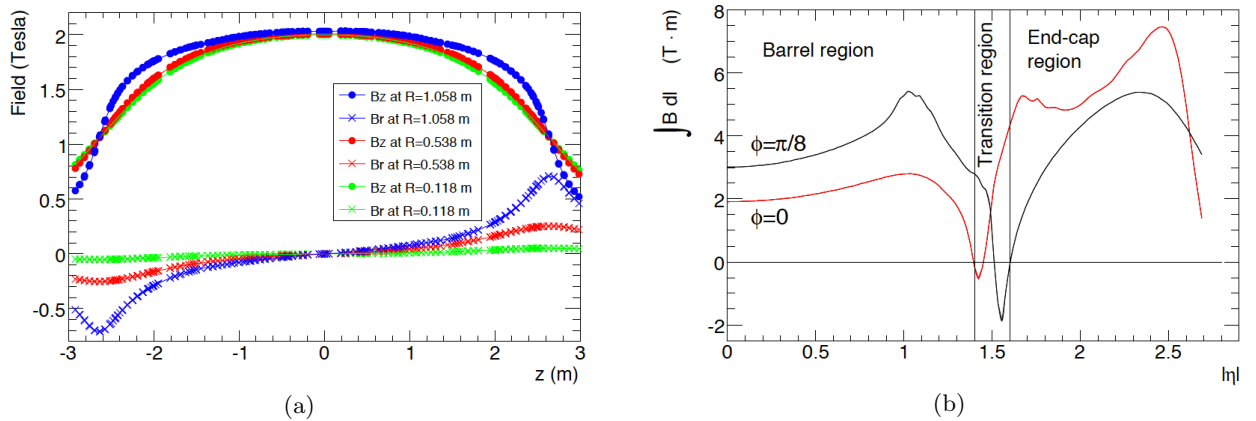 Field (Tesla)
2
1.5
1
0.5
0
-0.5
Bz at R=1.058 m
Br at R=1.058 m
Bz at R=0.538 m
Br at R=0.538 m
Bz at R=0.118 m
Br at R=0.118 m
-3 -2 -1 0 1 2 3
z (m)
(a)
∫B dl (T · m)
8
6
4
2
0
-2
Barrel region
Transition region
End-cap
region
ϕ=π/8
ϕ=0
0 0.5 1 1.5 2 2.5
|η|
(b)